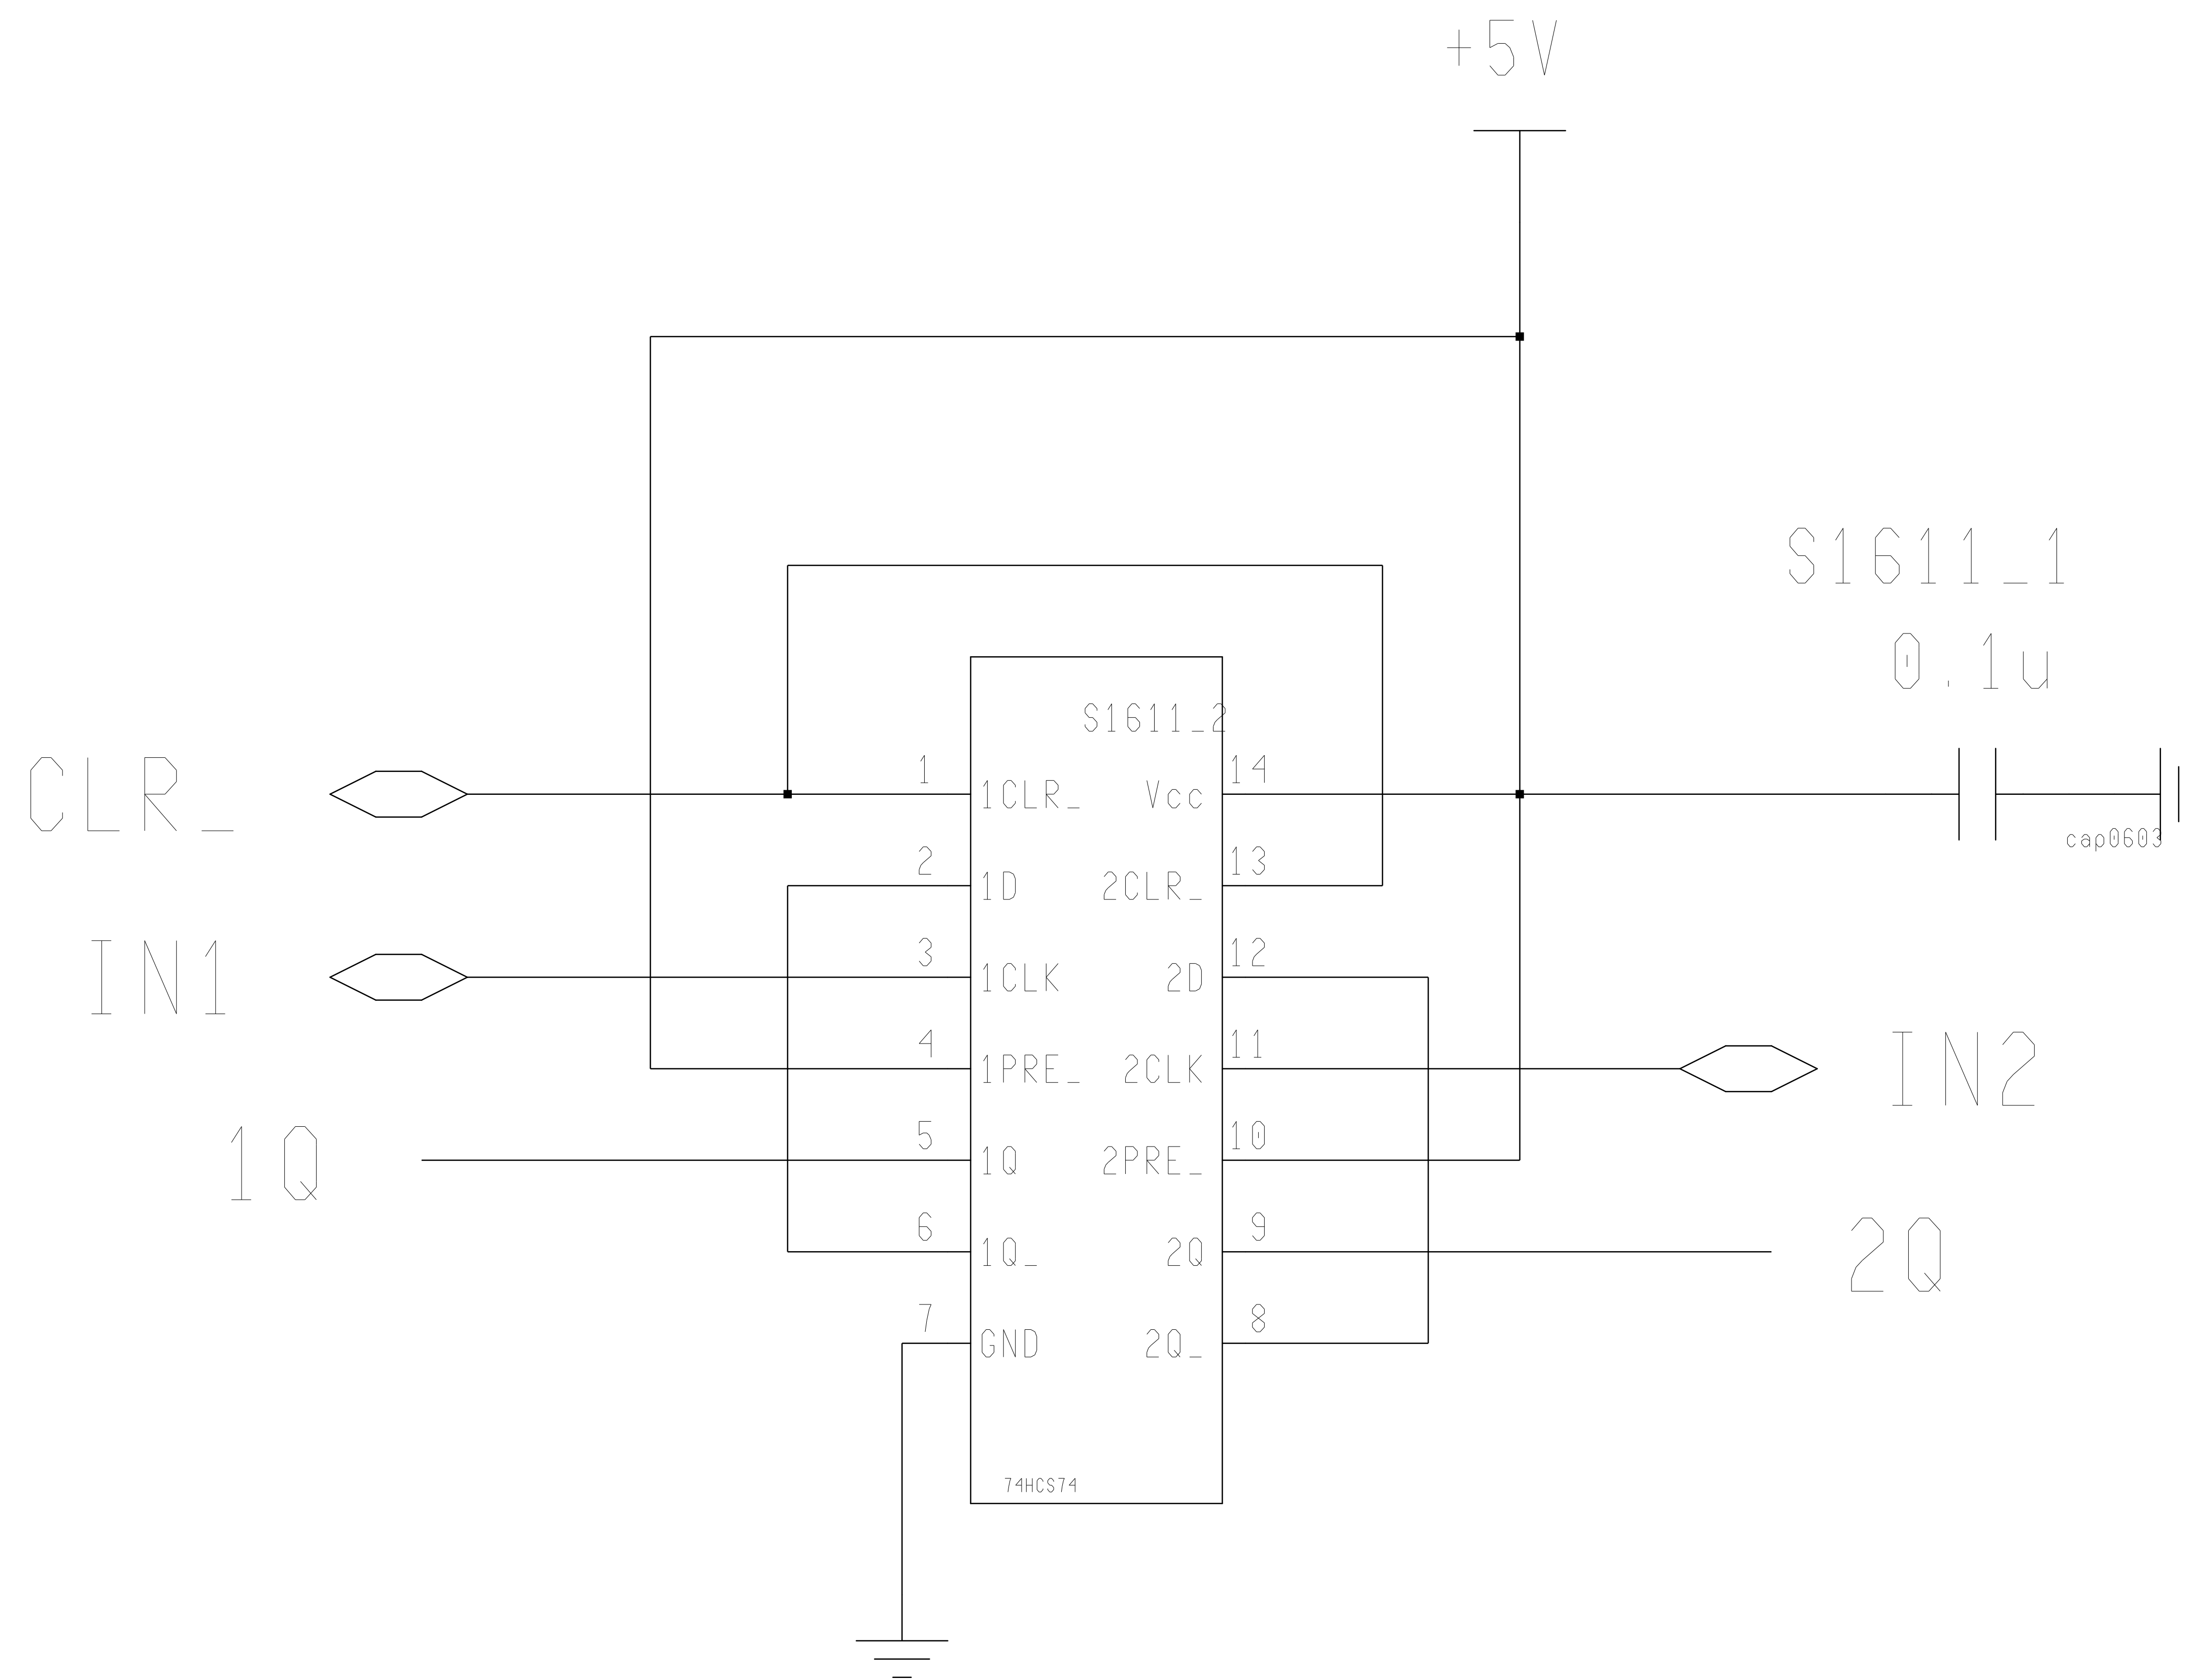 +5V
S1611_1
0.1u
S1611_2
CLR_
1
1CLR_
Vcc
14
cap0603
2
1D
2CLR_
13
IN1
3
1CLK
2D
12
4
1PRE_
2CLK
11
IN2
1Q
5
1Q
2PRE_
10
6
1Q_
2Q
9
2Q
7
GND
2Q_
8
74HCS74